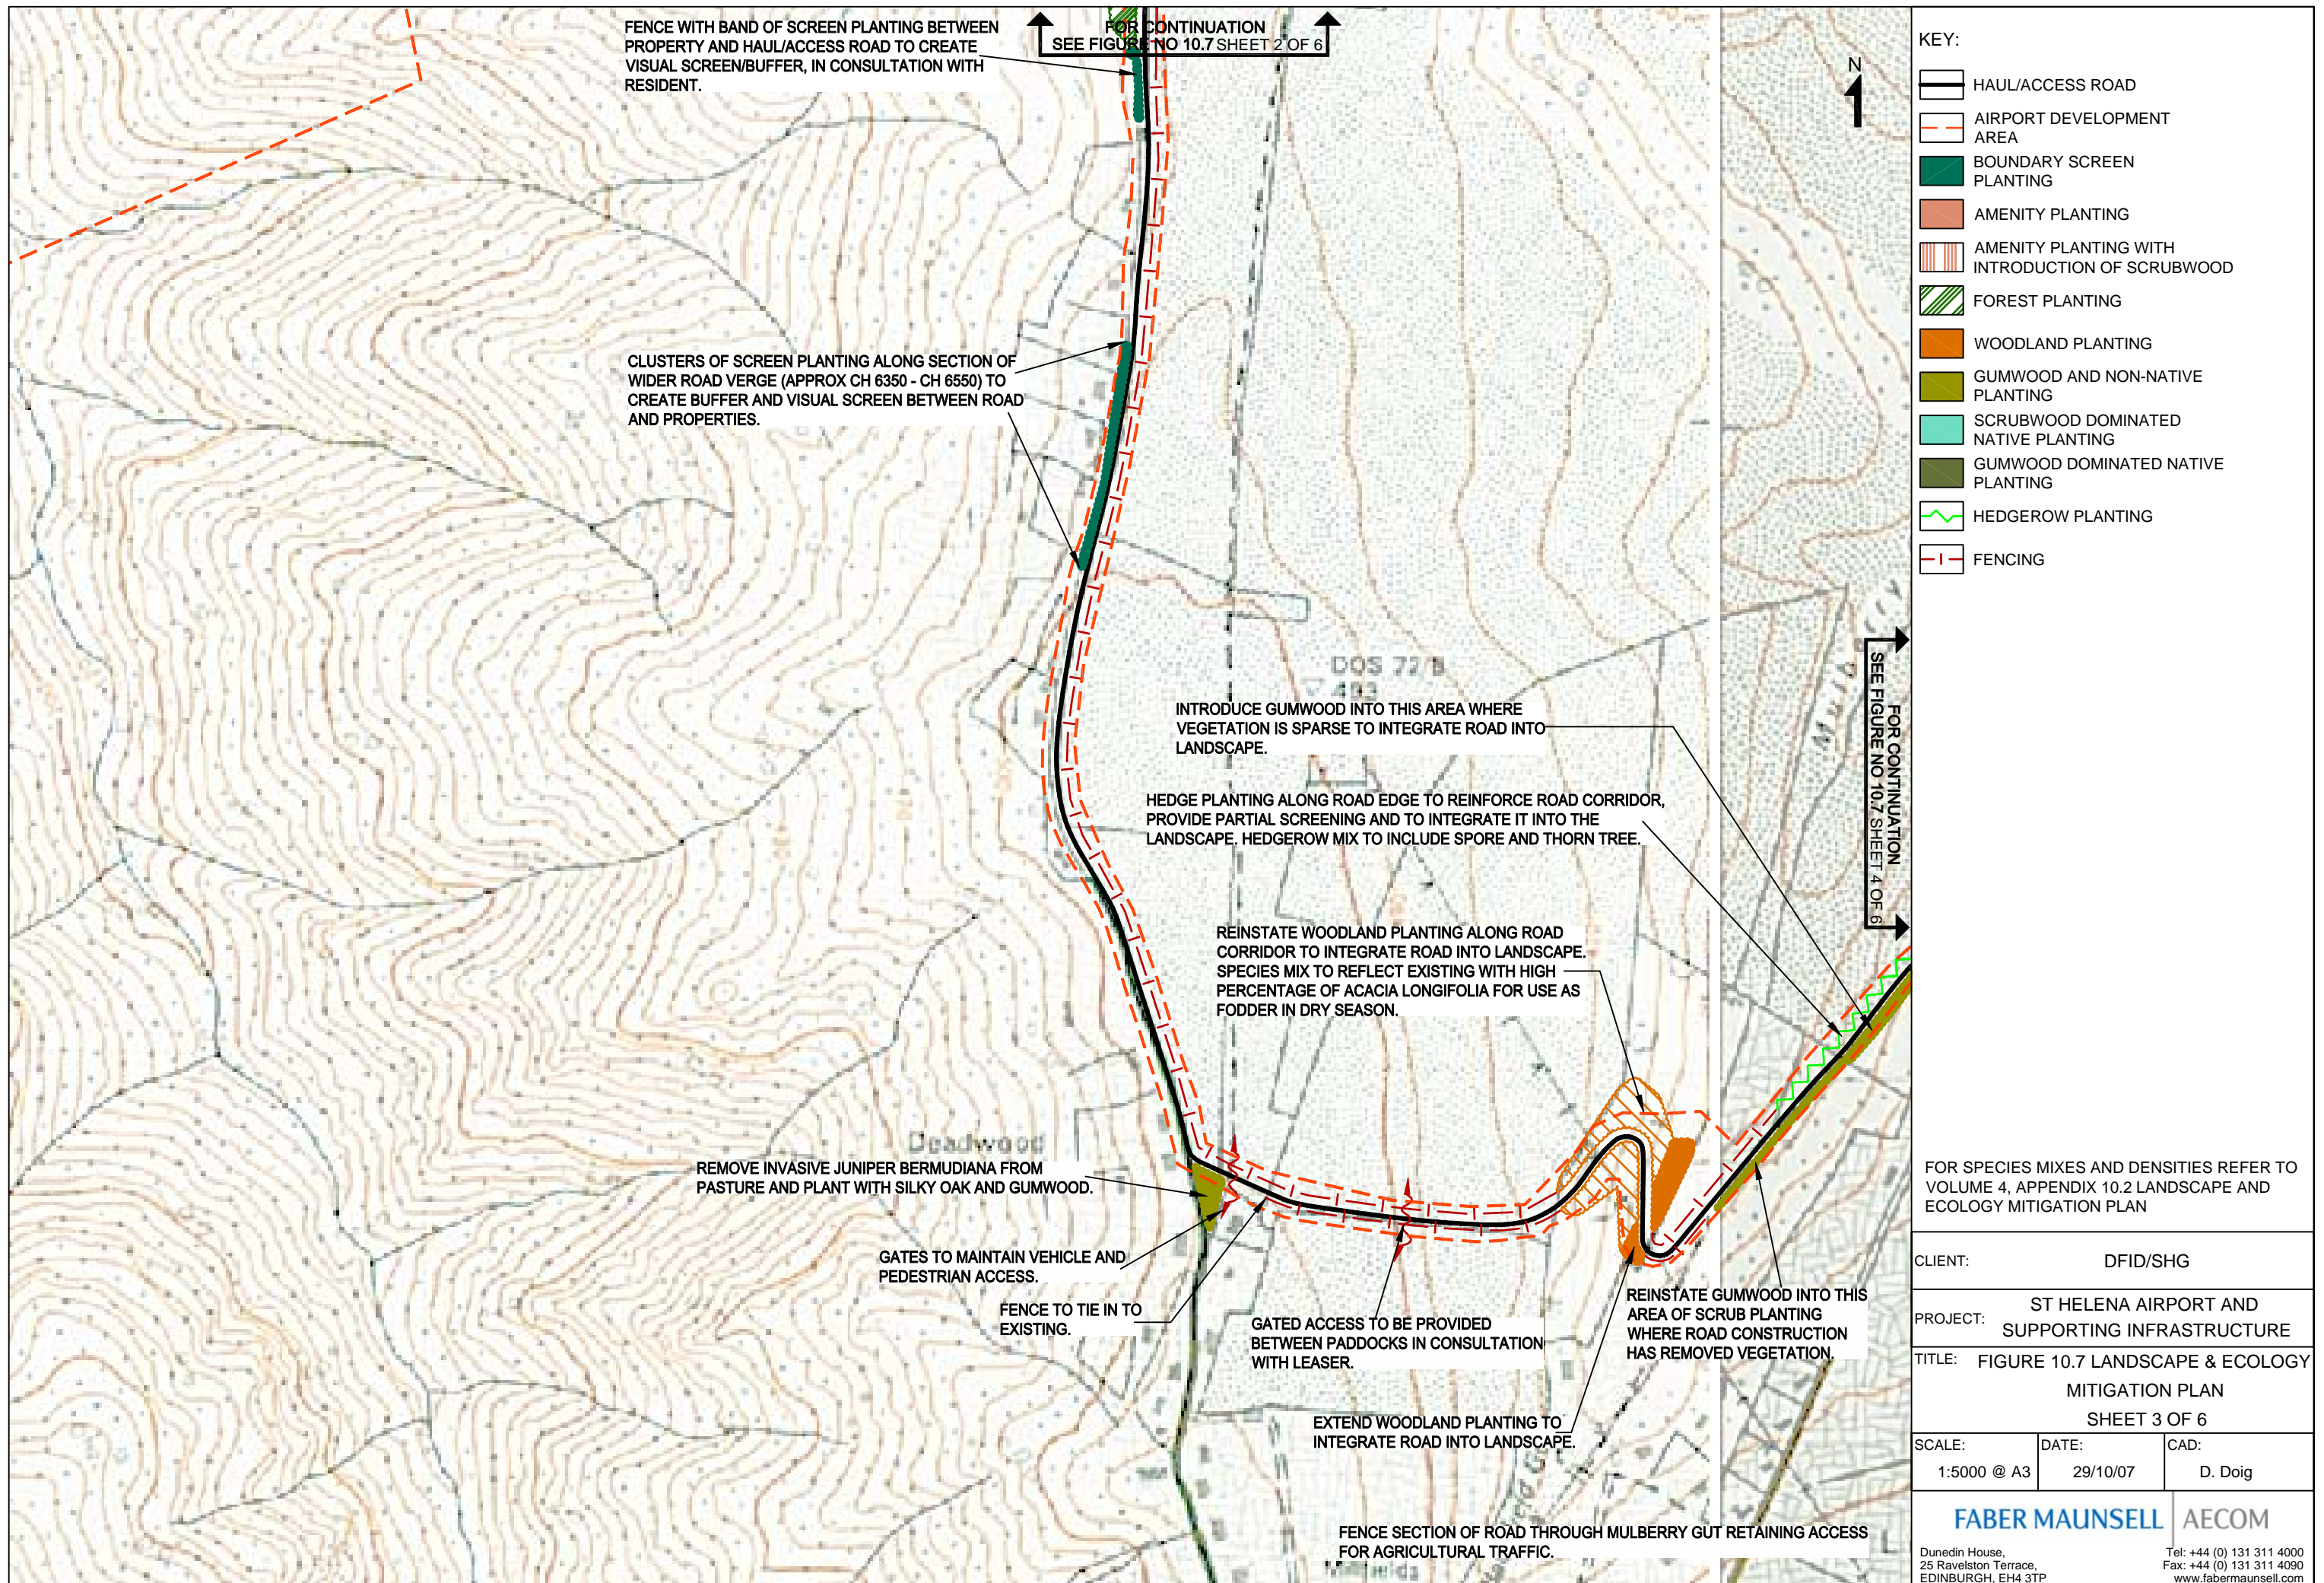 FENCE WITH BAND OF SCREEN PLANTING BETWEEN
PROPERTY AND HAUL/ACCESS ROAD TO CREATE
VISUAL SCREEN/BUFFER, IN CONSULTATION WITH
RESIDENT.
FOR CONTINUATION
SEE FIGURE NO 10.7 SHEET 2 OF 6
CLUSTERS OF SCREEN PLANTING ALONG SECTION OF
WIDER ROAD VERGE (APPROX CH 6350 - CH 6550) TO
CREATE BUFFER AND VISUAL SCREEN BETWEEN ROAD
AND PROPERTIES.
DOS 72/B
INTRODUCE GUMWOOD INTO THIS AREA WHERE
VEGETATION IS SPARSE TO INTEGRATE ROAD INTO
LANDSCAPE.
HEDGE PLANTING ALONG ROAD EDGE TO REINFORCE ROAD CORRIDOR,
PROVIDE PARTIAL SCREENING AND TO INTEGRATE IT INTO THE
LANDSCAPE. HEDGEROW MIX TO INCLUDE SPORE AND THORN TREE.
REINSTATE WOODLAND PLANTING ALONG ROAD
CORRIDOR TO INTEGRATE ROAD INTO LANDSCAPE.
SPECIES MIX TO REFLECT EXISTING WITH HIGH
PERCENTAGE OF ACACIA LONGIFOLIA FOR USE AS
FODDER IN DRY SEASON.
FOR CONTINUATION
SEE FIGURE NO 10.7 SHEET 4 OF 6
Deadwood
REMOVE INVASIVE JUNIPER BERMUDIANA FROM
PASTURE AND PLANT WITH SILKY OAK AND GUMWOOD.
GATES TO MAINTAIN VEHICLE AND
PEDESTRIAN ACCESS.
FENCE TO TIE IN TO
EXISTING.
GATED ACCESS TO BE PROVIDED
BETWEEN PADDOCKS IN CONSULTATION
WITH LEASER.
REINSTATE GUMWOOD INTO THIS
AREA OF SCRUB PLANTING
WHERE ROAD CONSTRUCTION
HAS REMOVED VEGETATION.
EXTEND WOODLAND PLANTING TO
INTEGRATE ROAD INTO LANDSCAPE.
FENCE SECTION OF ROAD THROUGH MULBERRY GUT RETAINING ACCESS
FOR AGRICULTURAL TRAFFIC.
N
KEY:
HAUL/ACCESS ROAD
AIRPORT DEVELOPMENT
AREA
BOUNDARY SCREEN
PLANTING
AMENITY PLANTING
AMENITY PLANTING WITH
INTRODUCTION OF SCRUBWOOD
FOREST PLANTING
WOODLAND PLANTING
GUMWOOD AND NON-NATIVE
PLANTING
SCRUBWOOD DOMINATED
NATIVE PLANTING
GUMWOOD DOMINATED NATIVE
PLANTING
HEDGEROW PLANTING
FENCING
FOR SPECIES MIXES AND DENSITIES REFER TO
VOLUME 4, APPENDIX 10.2 LANDSCAPE AND
ECOLOGY MITIGATION PLAN
CLIENT: DFID/SHG
PROJECT: ST HELENA AIRPORT AND
SUPPORTING INFRASTRUCTURE
TITLE: FIGURE 10.7 LANDSCAPE & ECOLOGY
MITIGATION PLAN
SHEET 3 OF 6
SCALE: DATE: CAD:
1:5000 @ A3 29/10/07 D. Doig
FABER MAUNSELL AECOM
Dunedin House, Tel: +44 (0) 131 311 4000
25 Ravelston Terrace, Fax: +44 (0) 131 311 4090
EDINBURGH, EH4 3TP www.fabermaunsell.com